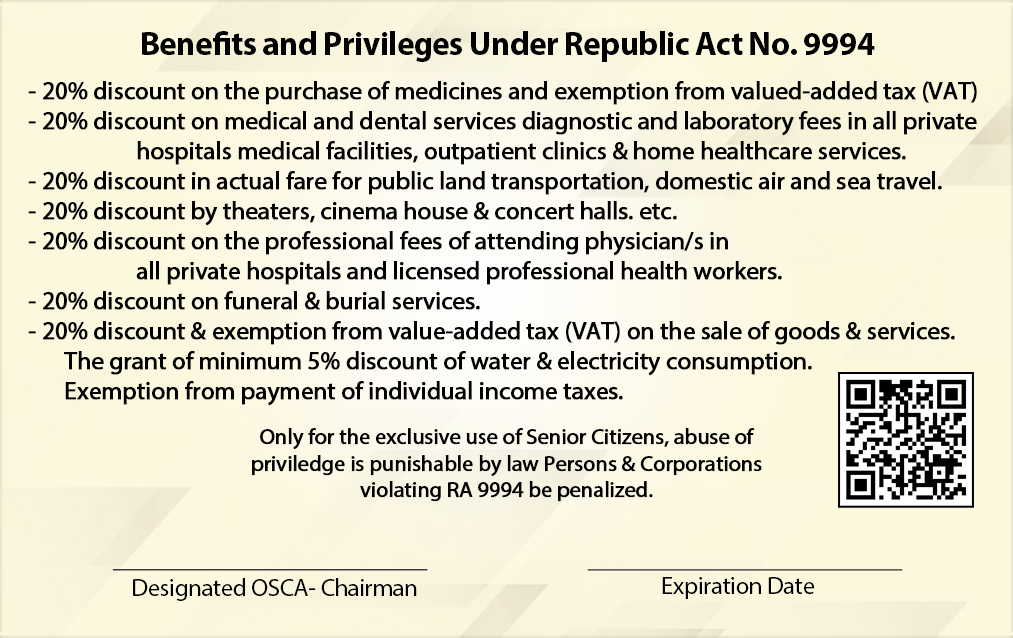 Benefits and Privileges Under Republic Act No. 9994
- 20% discount on the purchase of medicines and exemption from valued-added tax (VAT)
- 20% discount on medical and dental services diagnostic and laboratory fees in all private
hospitals medical facilities, outpatient clinics & home healthcare services.
- 20% discount in actual fare for public land transportation, domestic air and sea travel.
- 20% discount by theaters, cinema house & concert halls. etc.
- 20% discount on the professional fees of attending physician/s in
all private hospitals and licensed professional health workers.
- 20% discount on funeral & burial services.
- 20% discount & exemption from value-added tax (VAT) on the sale of goods & services.
The grant of minimum 5% discount of water & electricity consumption.
Exemption from payment of individual income taxes.
Only for the exclusive use of Senior Citizens, abuse of
priviledge is punishable by law Persons & Corporations
violating RA 9994 be penalized.
Designated OSCA- Chairman
Expiration Date